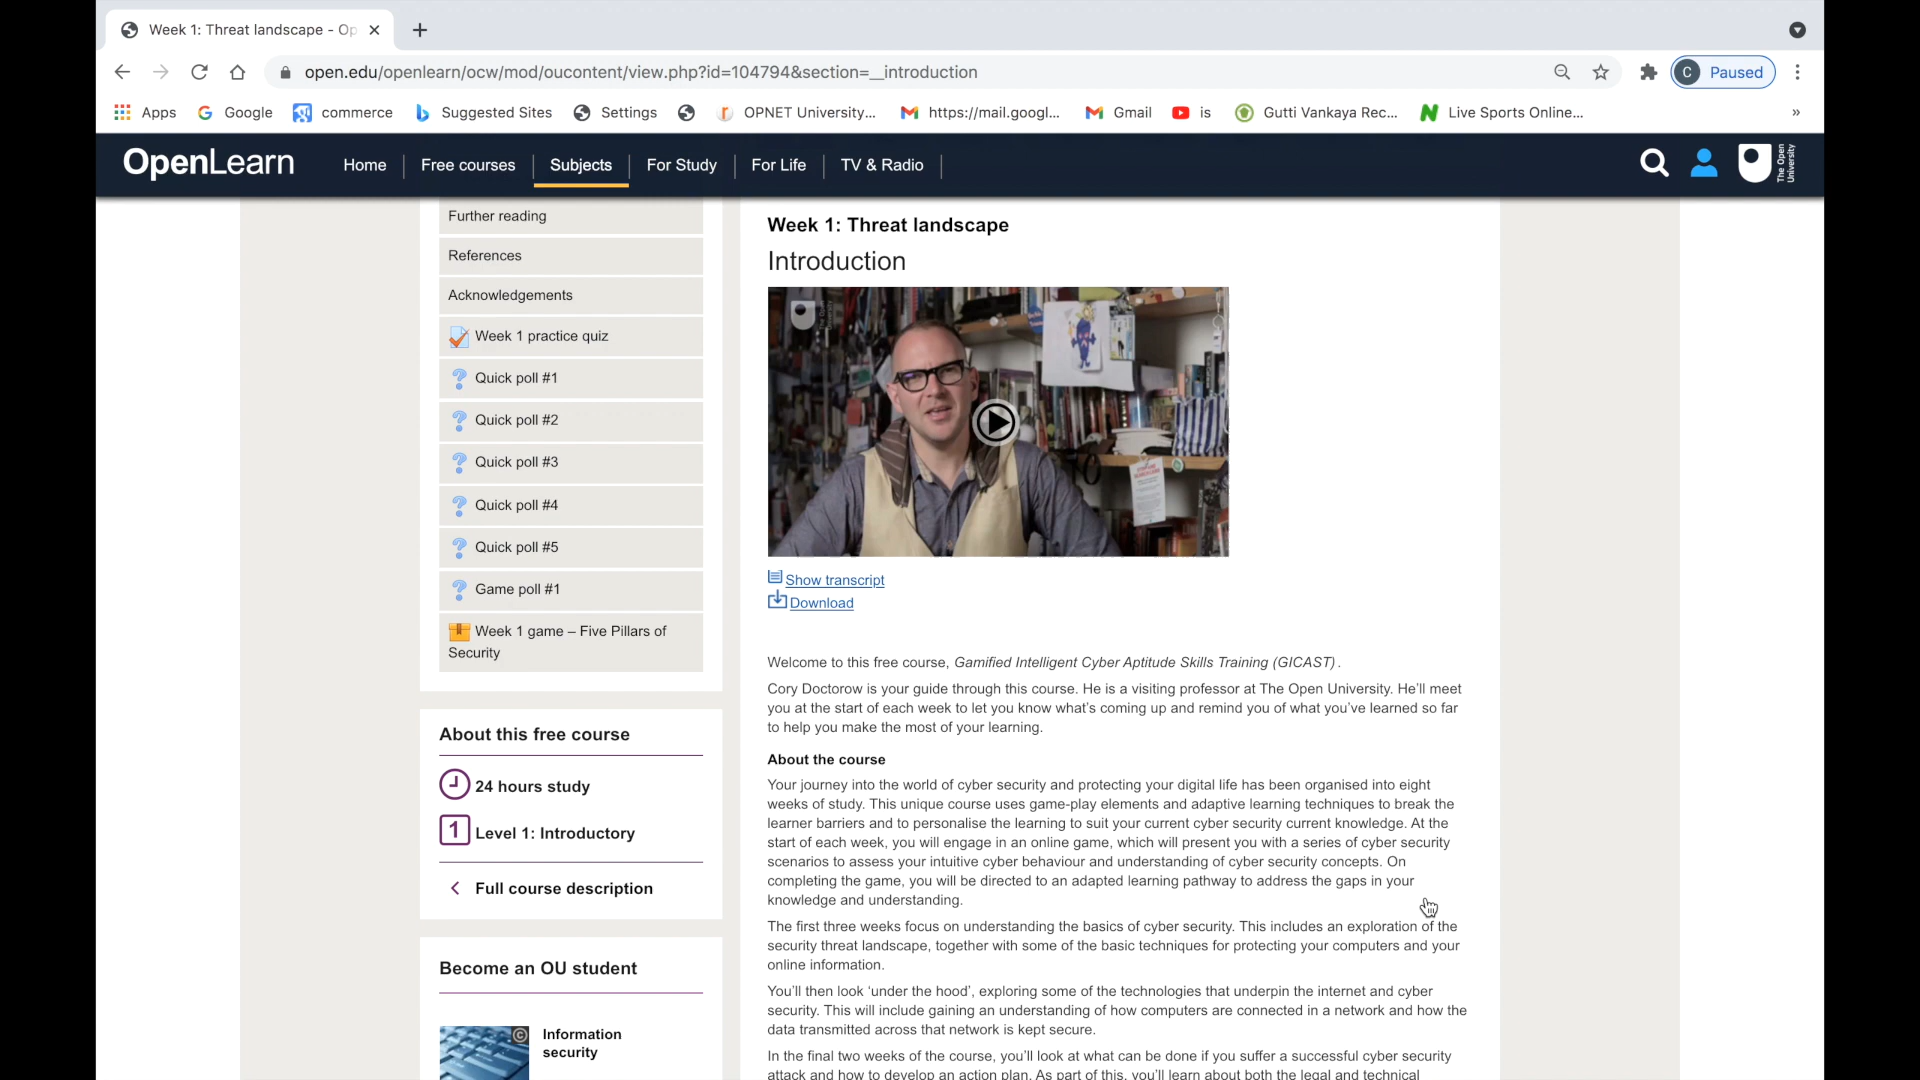 Week 1: Threat landscape - Op
open.edu/openlearn/ocw/mod/oucontent/view.php?id=104794&section=__introduction
C Paused
Apps Google commerce Suggested Sites Settings OPNET University... https://mail.googl... Gmail is Gutti Vankaya Rec... Live Sports Online... »
OpenLearn Home Free courses Subjects For Study For Life TV & Radio The Open University
Further reading
References
Acknowledgements
Week 1 practice quiz
Quick poll #1
Quick poll #2
Quick poll #3
Quick poll #4
Quick poll #5
Game poll #1
Week 1 game – Five Pillars of
Security
About this free course
24 hours study
1 Level 1: Introductory
Full course description
Become an OU student
Information
security
Week 1: Threat landscape
Introduction
The Open University
Show transcript
Download
Welcome to this free course, Gamified Intelligent Cyber Aptitude Skills Training (GICAST) .
Cory Doctorow is your guide through this course. He is a visiting professor at The Open University. He'll meet
you at the start of each week to let you know what's coming up and remind you of what you've learned so far
to help you make the most of your learning.
About the course
Your journey into the world of cyber security and protecting your digital life has been organised into eight
weeks of study. This unique course uses game-play elements and adaptive learning techniques to break the
learner barriers and to personalise the learning to suit your current cyber security current knowledge. At the
start of each week, you will engage in an online game, which will present you with a series of cyber security
scenarios to assess your intuitive cyber behaviour and understanding of cyber security concepts. On
completing the game, you will be directed to an adapted learning pathway to address the gaps in your
knowledge and understanding.
The first three weeks focus on understanding the basics of cyber security. This includes an exploration of the
security threat landscape, together with some of the basic techniques for protecting your computers and your
online information.
You'll then look ‘under the hood’, exploring some of the technologies that underpin the internet and cyber
security. This will include gaining an understanding of how computers are connected in a network and how the
data transmitted across that network is kept secure.
In the final two weeks of the course, you'll look at what can be done if you suffer a successful cyber security
attack and how to develop an action plan. As part of this, you'll learn about both the legal and technical